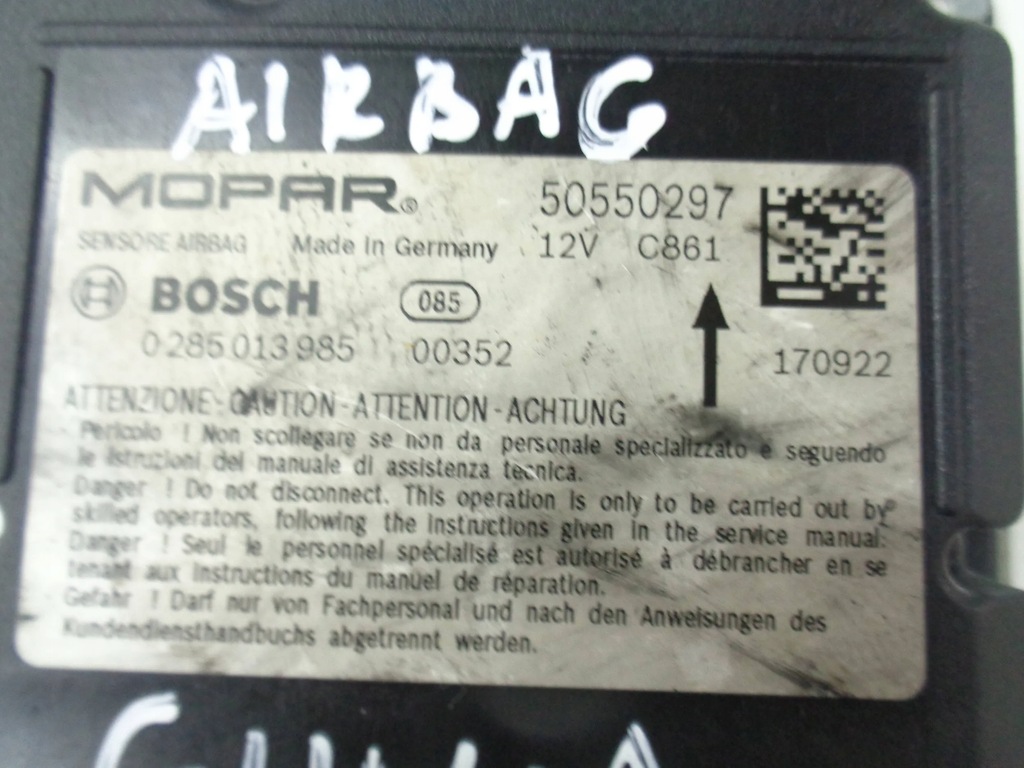 AIRBAG
MOPAR® 50550297
SENSORE AIRBAG Made In Germany 12V C861
BOSCH 085
0 285 013 985 00352 170922
ATTENZIONE - CAUTION - ATTENTION - ACHTUNG
Pericolo ! Non scollegare se non da personale specializzato e seguendo
le istruzioni del manuale di assistenza tecnica.
Danger ! Do not disconnect. This operation is only to be carried out by
skilled operators, following the instructions given in the service manual.
Danger ! Seul le personnel spécialisé est autorisé à débrancher en se
tenant aux instructions du manuel de réparation.
Gefahr ! Darf nur von Fachpersonal und nach den Anweisungen des
Kundendiensthandbuchs abgetrennt werden.